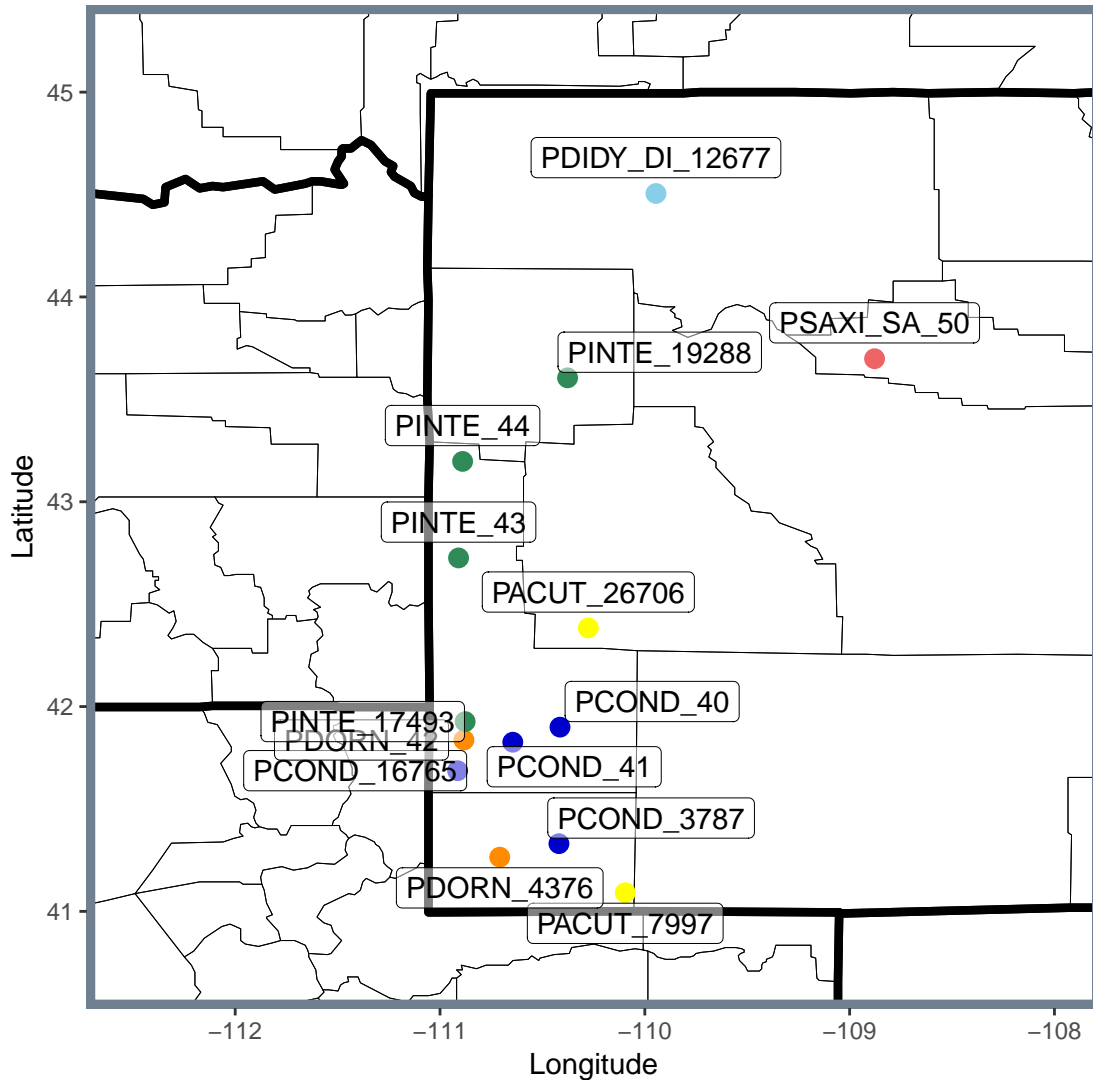 45
PDIDY_DI_12677
44
PSAXI_SA_50
PINTE_19288
PINTE_44
43
PINTE_43
PACUT_26706
42
PCOND_40
PINTE_17493
PDORN_42
PCOND_16765
PCOND_41
PCOND_3787
PDORN_4376
41
PACUT_7997
Latitude
−112
−111
−110
−109
−108
Longitude